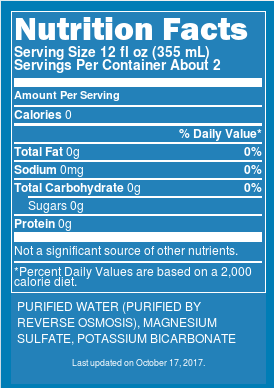 Nutrition Facts
Serving Size 12 fl oz (355 mL)
Servings Per Container About 2
Amount Per Serving
Calories 0
% Daily Value*
Total Fat 0g 0%
Sodium 0mg 0%
Total Carbohydrate 0g 0%
Sugars 0g
Protein 0g
Not a significant source of other nutrients.
*Percent Daily Values are based on a 2,000
calorie diet.
PURIFIED WATER (PURIFIED BY
REVERSE OSMOSIS), MAGNESIUM
SULFATE, POTASSIUM BICARBONATE
Last updated on October 17, 2017.